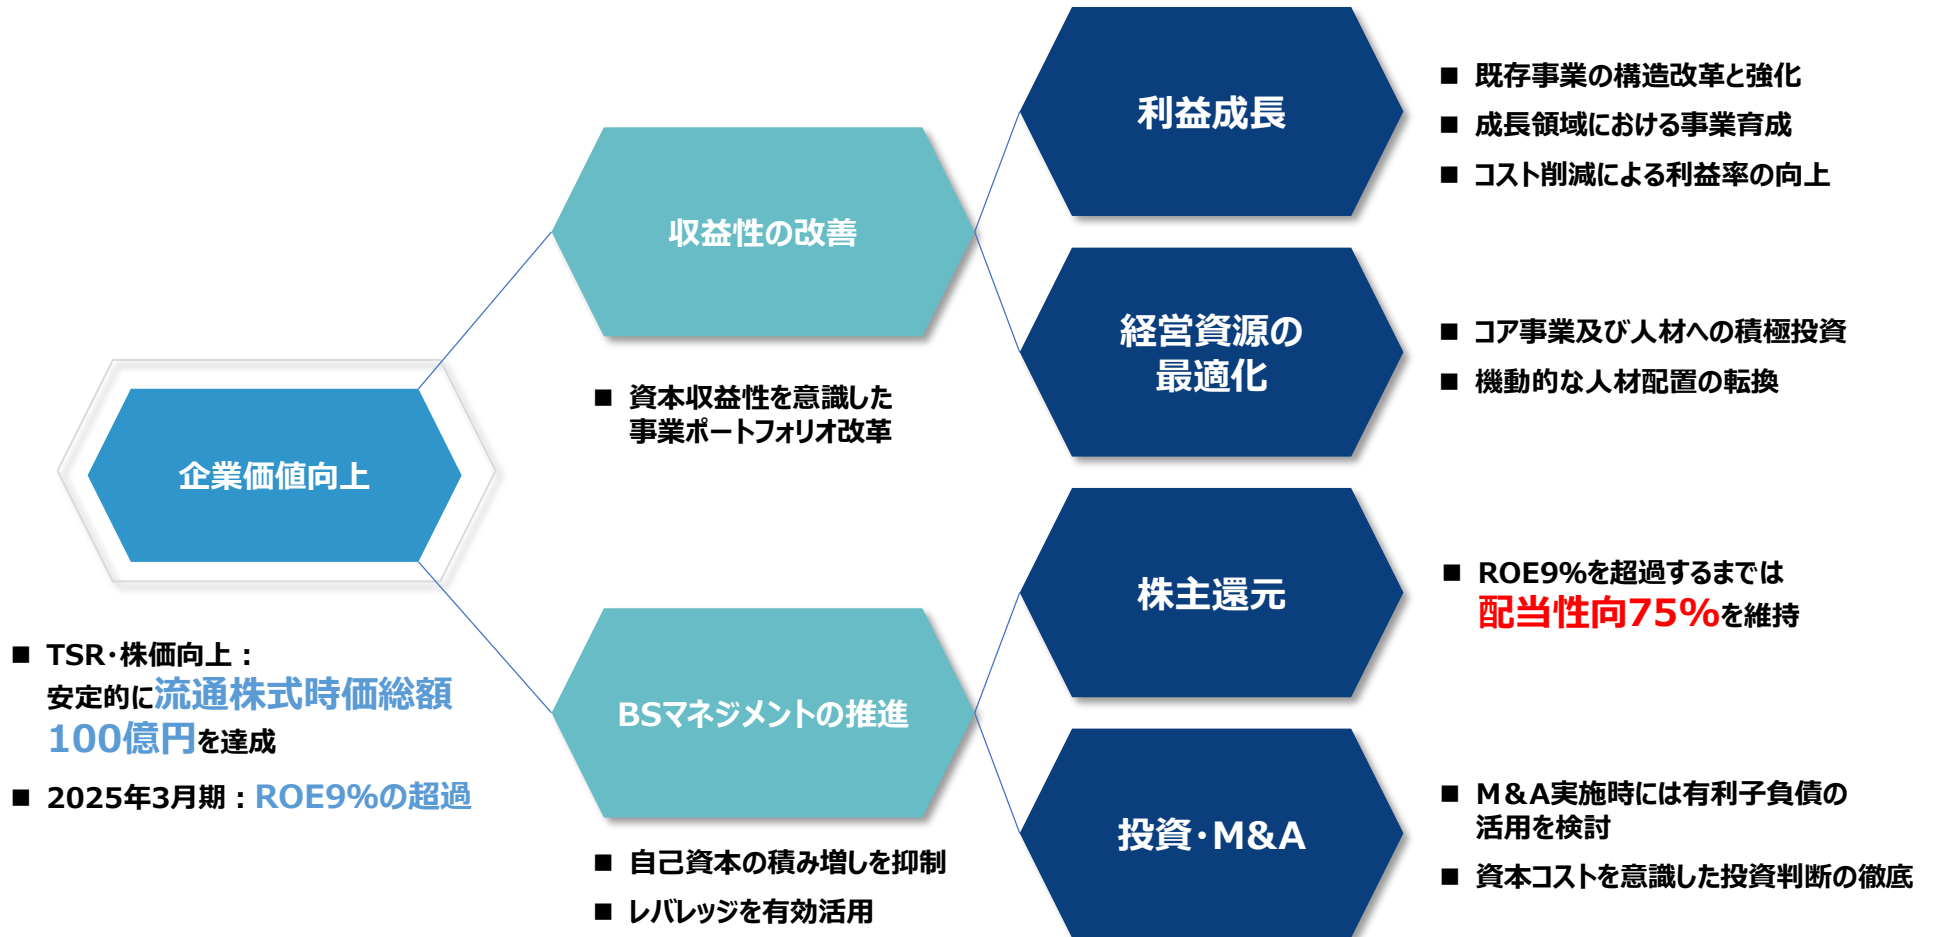 企業価値向上
■ TSR・株価向上：
安定的に流通株式時価総額
100億円を達成
■ 2025年3月期：ROE9%の超過
収益性の改善
■ 資本収益性を意識した
事業ポートフォリオ改革
BSマネジメントの推進
■ 自己資本の積み増しを抑制
■ レバレッジを有効活用
利益成長
■ 既存事業の構造改革と強化
■ 成長領域における事業育成
■ コスト削減による利益率の向上
経営資源の
最適化
■ コア事業及び人材への積極投資
■ 機動的な人材配置の転換
株主還元
■ ROE9%を超過するまでは
配当性向75%を維持
投資・M&A
■ M＆A実施時には有利子負債の
活用を検討
■ 資本コストを意識した投資判断の徹底